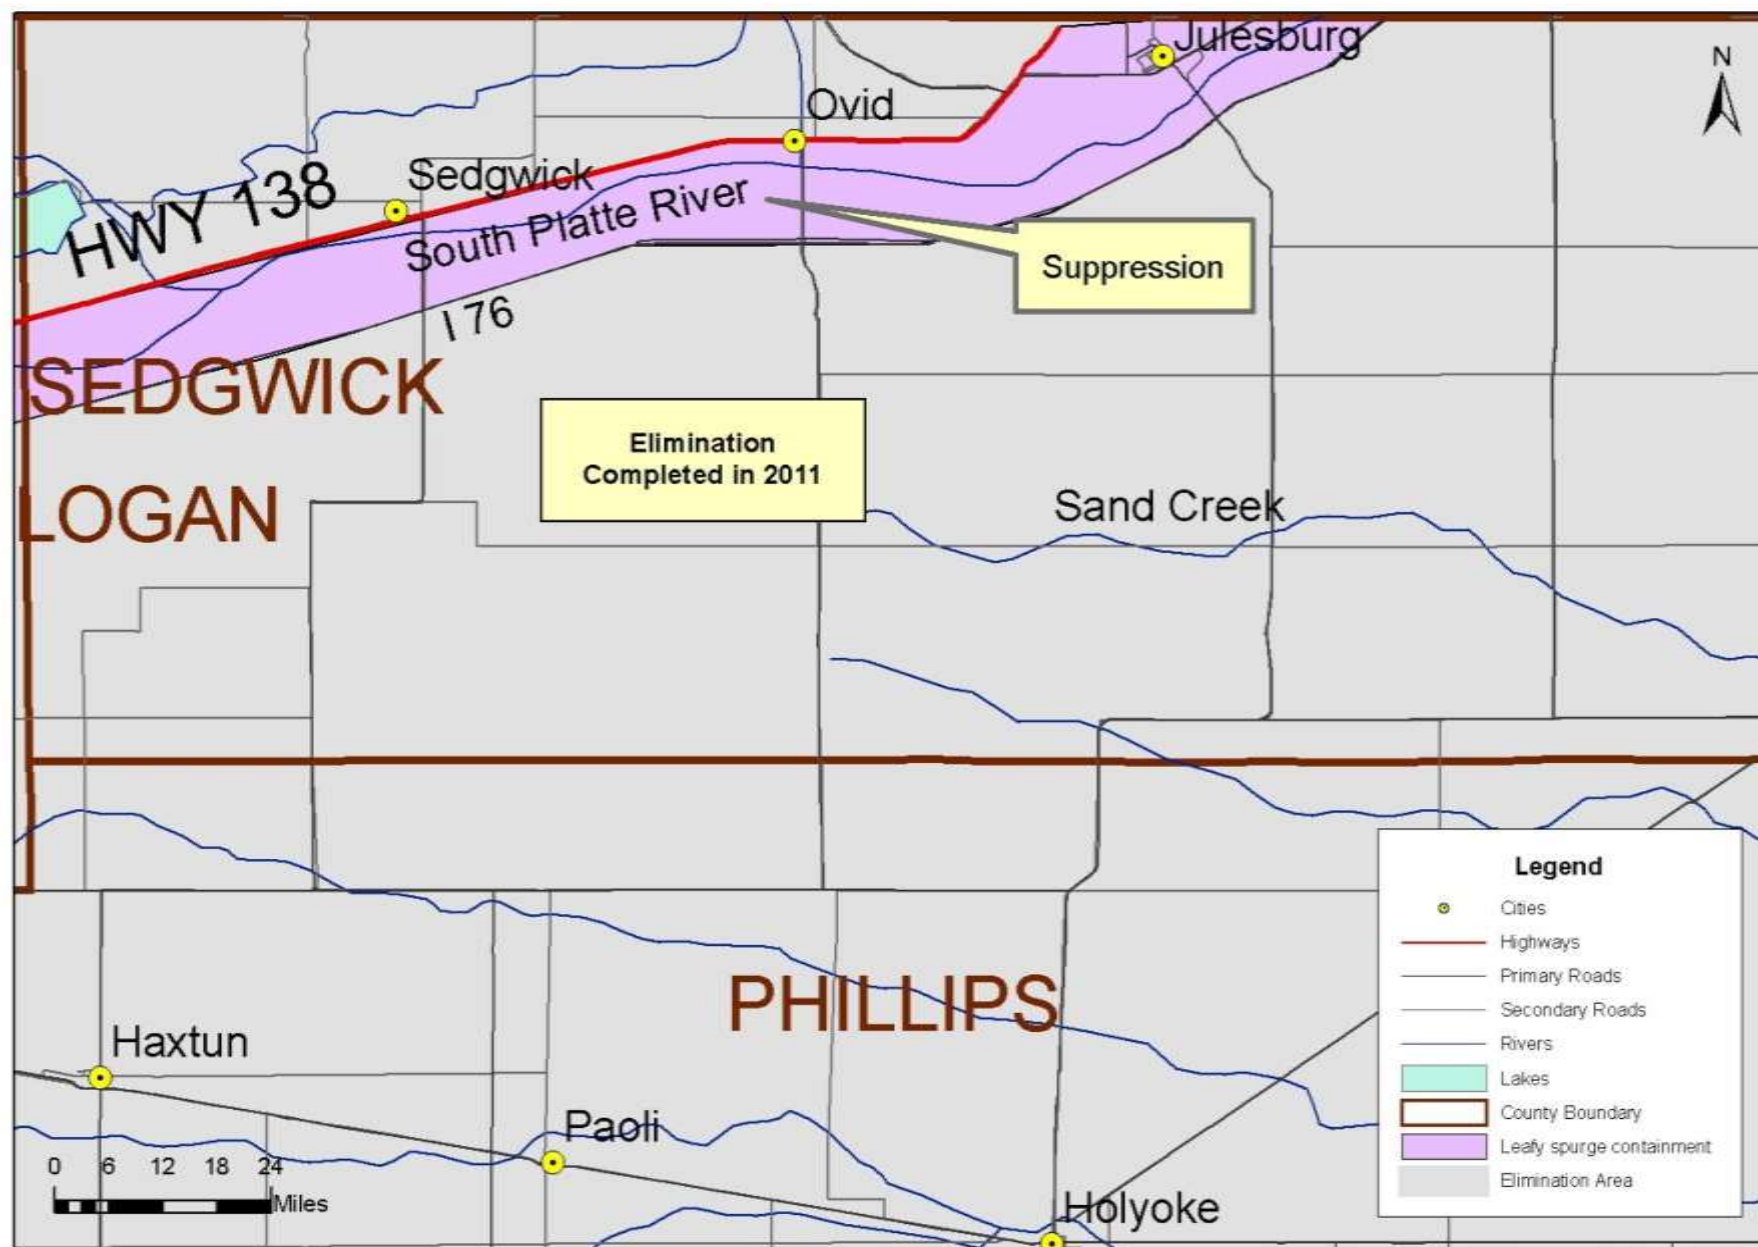 Julesburg
N
Ovid
Sedgwick
HWY 138
South Platte River
Suppression
I 76
SEDGWICK
Elimination
Completed in 2011
LOGAN
Sand Creek
Legend
Cities
Highways
Primary Roads
Secondary Roads
Rivers
Lakes
County Boundary
Leafy spurge containment
Elimination Area
PHILLIPS
Haxtun
Paoli
0 6 12 18 24
Miles
Holyoke